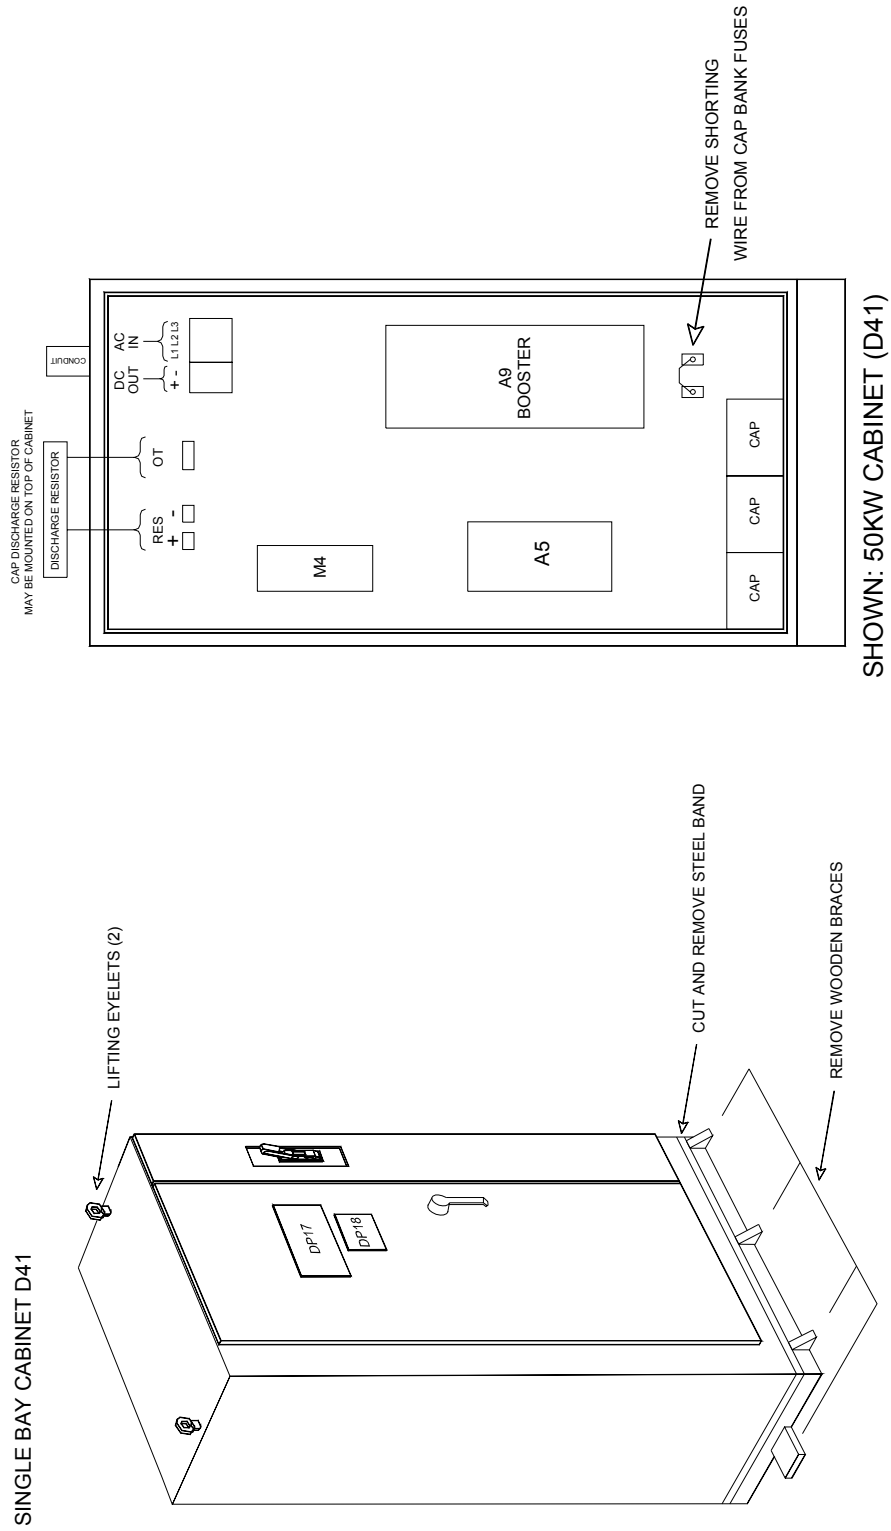 SINGLE BAY CABINET D41
LIFTING EYELETS (2)
DP17
DP18
CUT AND REMOVE STEEL BAND
REMOVE WOODEN BRACES
CAP DISCHARGE RESISTOR
MAY BE MOUNTED ON TOP OF CABINET
DISCHARGE RESISTOR
CONDUIT
RES
+ -
OT
DC
OUT
+ -
AC
IN
L1 L2 L3
M4
A5
A9
BOOSTER
CAP
CAP
CAP
REMOVE SHORTING
WIRE FROM CAP BANK FUSES
SHOWN: 50KW CABINET (D41)